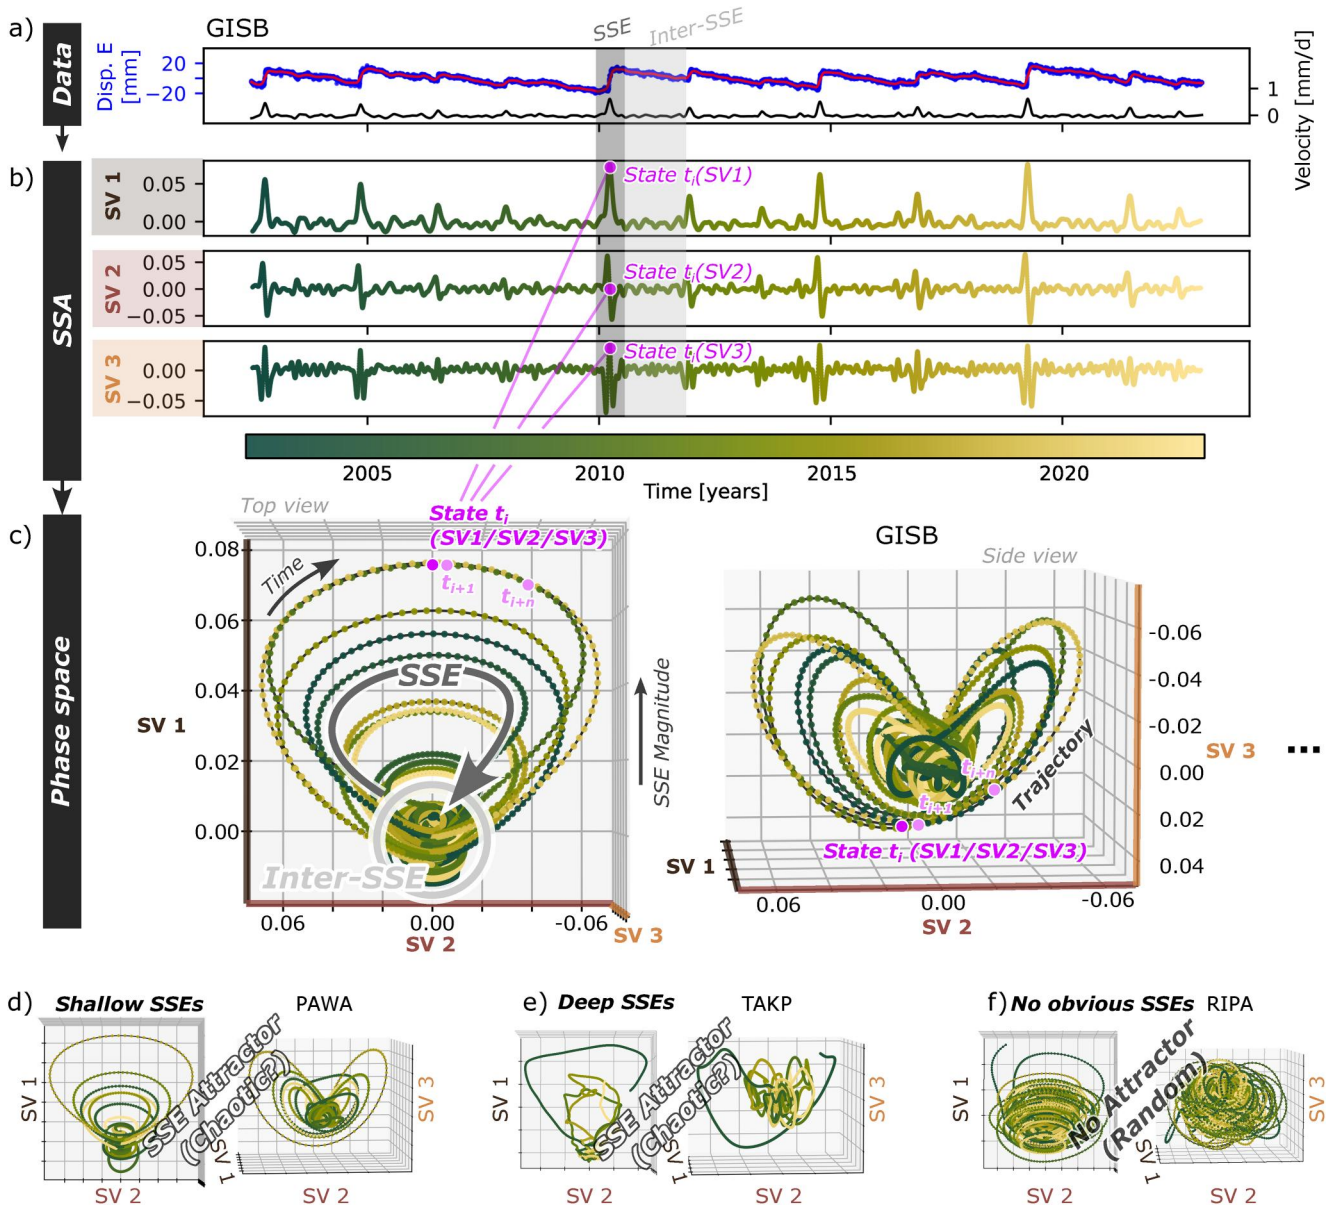 a)
Data
GISB
SSE
Inter-SSE
Disp. E
[mm]
20
−20
1
0
Velocity [mm/d]
b)
SSA
SV 1
0.05
0.00
State ti(SV1)
SV 2
0.05
0.00
−0.05
State ti(SV2)
SV 3
0.00
−0.05
State ti(SV3)
2005
2010
2015
2020
Time [years]
c)
Phase space
Top view
State ti
(SV1/SV2/SV3)
Time
ti+1
ti+n
0.08
0.06
0.04
0.02
0.00
SV 1
SSE
Inter-SSE
SSE Magnitude
0.06
0.00
-0.06
SV 2
SV 3
GISB
Side view
-0.06
-0.04
-0.02
0.00
0.02
0.04
SV 3
...
ti+n
ti+1
Trajectory
State ti (SV1/SV2/SV3)
SV 1
0.06
0.00
-0.06
SV 2
d)
Shallow SSEs
PAWA
SV 1
SV 2
SSE Attractor
(Chaotic?)
SV 1
SV 2
SV 3
e)
Deep SSEs
TAKP
SV 1
SV 2
SSE Attractor
(Chaotic?)
SV 1
SV 2
SV 3
f)
No obvious SSEs
RIPA
SV 1
SV 2
No Attractor
(Random)
SV 1
SV 2
SV 3